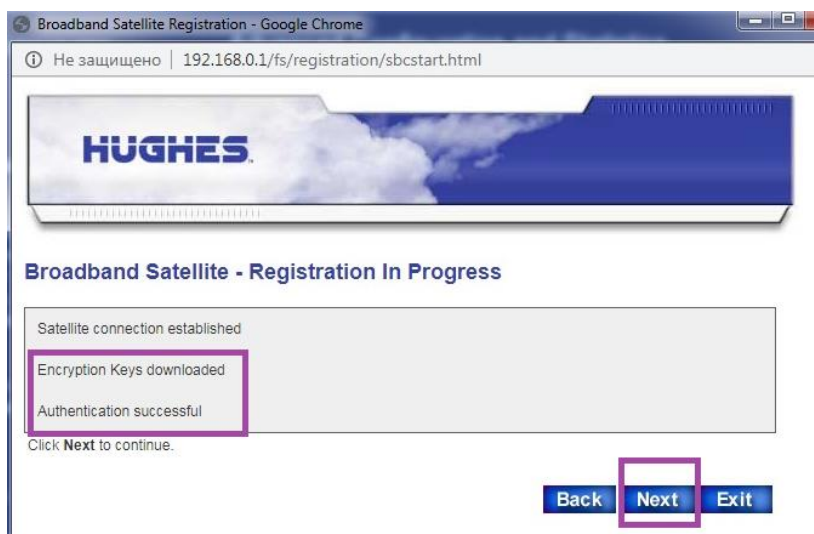 Broadband Satellite Registration - Google Chrome
Не защищено | 192.168.0.1/fs/registration/sbcstart.html
HUGHES.
Broadband Satellite - Registration In Progress
Satellite connection established
Encryption Keys downloaded
Authentication successful
Click Next to continue.
Back Next Exit